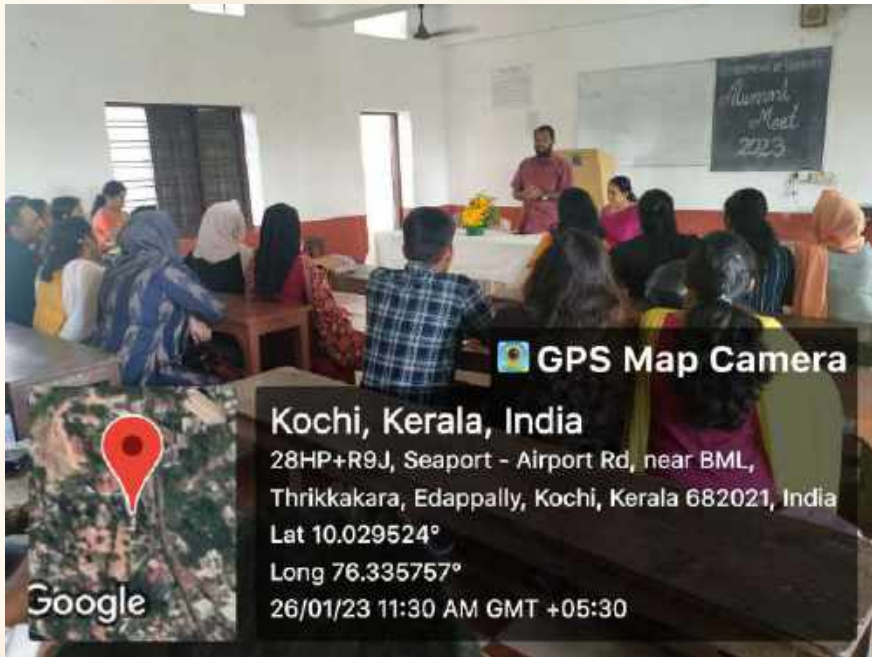 Alumni
Meet
2023
GPS Map Camera
Kochi, Kerala, India
28HP+R9J, Seaport - Airport Rd, near BML,
Thrikkakara, Edappally, Kochi, Kerala 682021, India
Lat 10.029524°
Long 76.335757°
26/01/23 11:30 AM GMT +05:30
Google